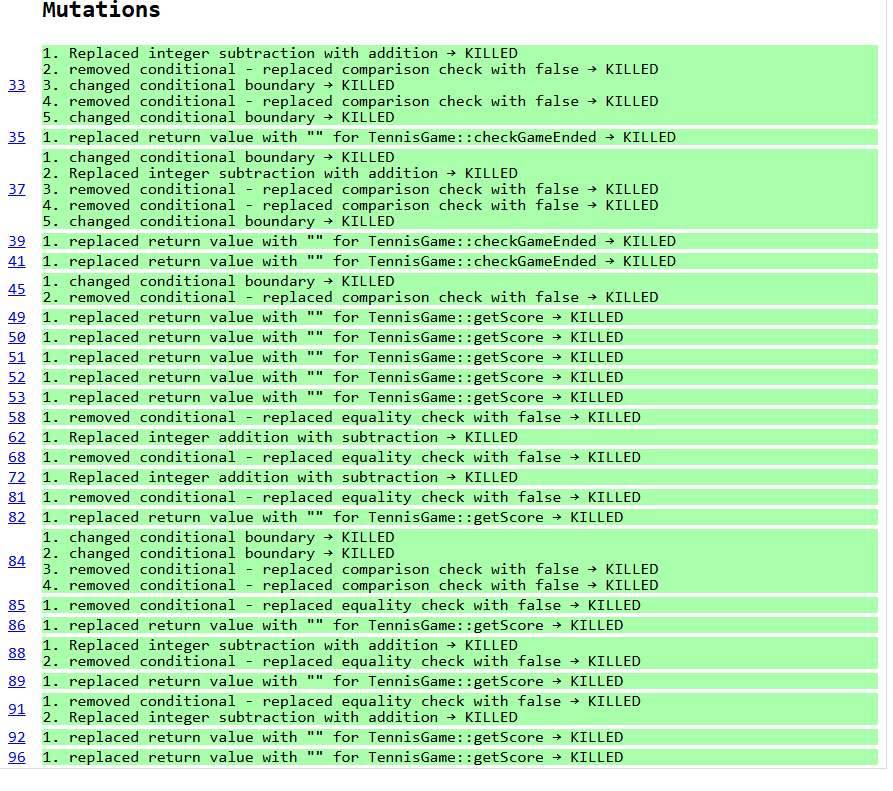 Mutations
1. Replaced integer subtraction with addition → KILLED
2. removed conditional - replaced comparison check with false → KILLED
33 3. changed conditional boundary → KILLED
4. removed conditional - replaced comparison check with false → KILLED
5. changed conditional boundary → KILLED
35 1. replaced return value with "" for TennisGame::checkGameEnded → KILLED
1. changed conditional boundary → KILLED
2. Replaced integer subtraction with addition → KILLED
37 3. removed conditional - replaced comparison check with false → KILLED
4. removed conditional - replaced comparison check with false → KILLED
5. changed conditional boundary → KILLED
39 1. replaced return value with "" for TennisGame::checkGameEnded → KILLED
41 1. replaced return value with "" for TennisGame::checkGameEnded → KILLED
45 1. changed conditional boundary → KILLED
2. removed conditional - replaced comparison check with false → KILLED
49 1. replaced return value with "" for TennisGame::getScore → KILLED
50 1. replaced return value with "" for TennisGame::getScore → KILLED
51 1. replaced return value with "" for TennisGame::getScore → KILLED
52 1. replaced return value with "" for TennisGame::getScore → KILLED
53 1. replaced return value with "" for TennisGame::getScore → KILLED
58 1. removed conditional - replaced equality check with false → KILLED
62 1. Replaced integer addition with subtraction → KILLED
68 1. removed conditional - replaced equality check with false → KILLED
72 1. Replaced integer addition with subtraction → KILLED
81 1. removed conditional - replaced equality check with false → KILLED
82 1. replaced return value with "" for TennisGame::getScore → KILLED
1. changed conditional boundary → KILLED
84 2. changed conditional boundary → KILLED
3. removed conditional - replaced comparison check with false → KILLED
4. removed conditional - replaced comparison check with false → KILLED
85 1. removed conditional - replaced equality check with false → KILLED
86 1. replaced return value with "" for TennisGame::getScore → KILLED
88 1. Replaced integer subtraction with addition → KILLED
2. removed conditional - replaced equality check with false → KILLED
89 1. replaced return value with "" for TennisGame::getScore → KILLED
91 1. removed conditional - replaced equality check with false → KILLED
2. Replaced integer subtraction with addition → KILLED
92 1. replaced return value with "" for TennisGame::getScore → KILLED
96 1. replaced return value with "" for TennisGame::getScore → KILLED